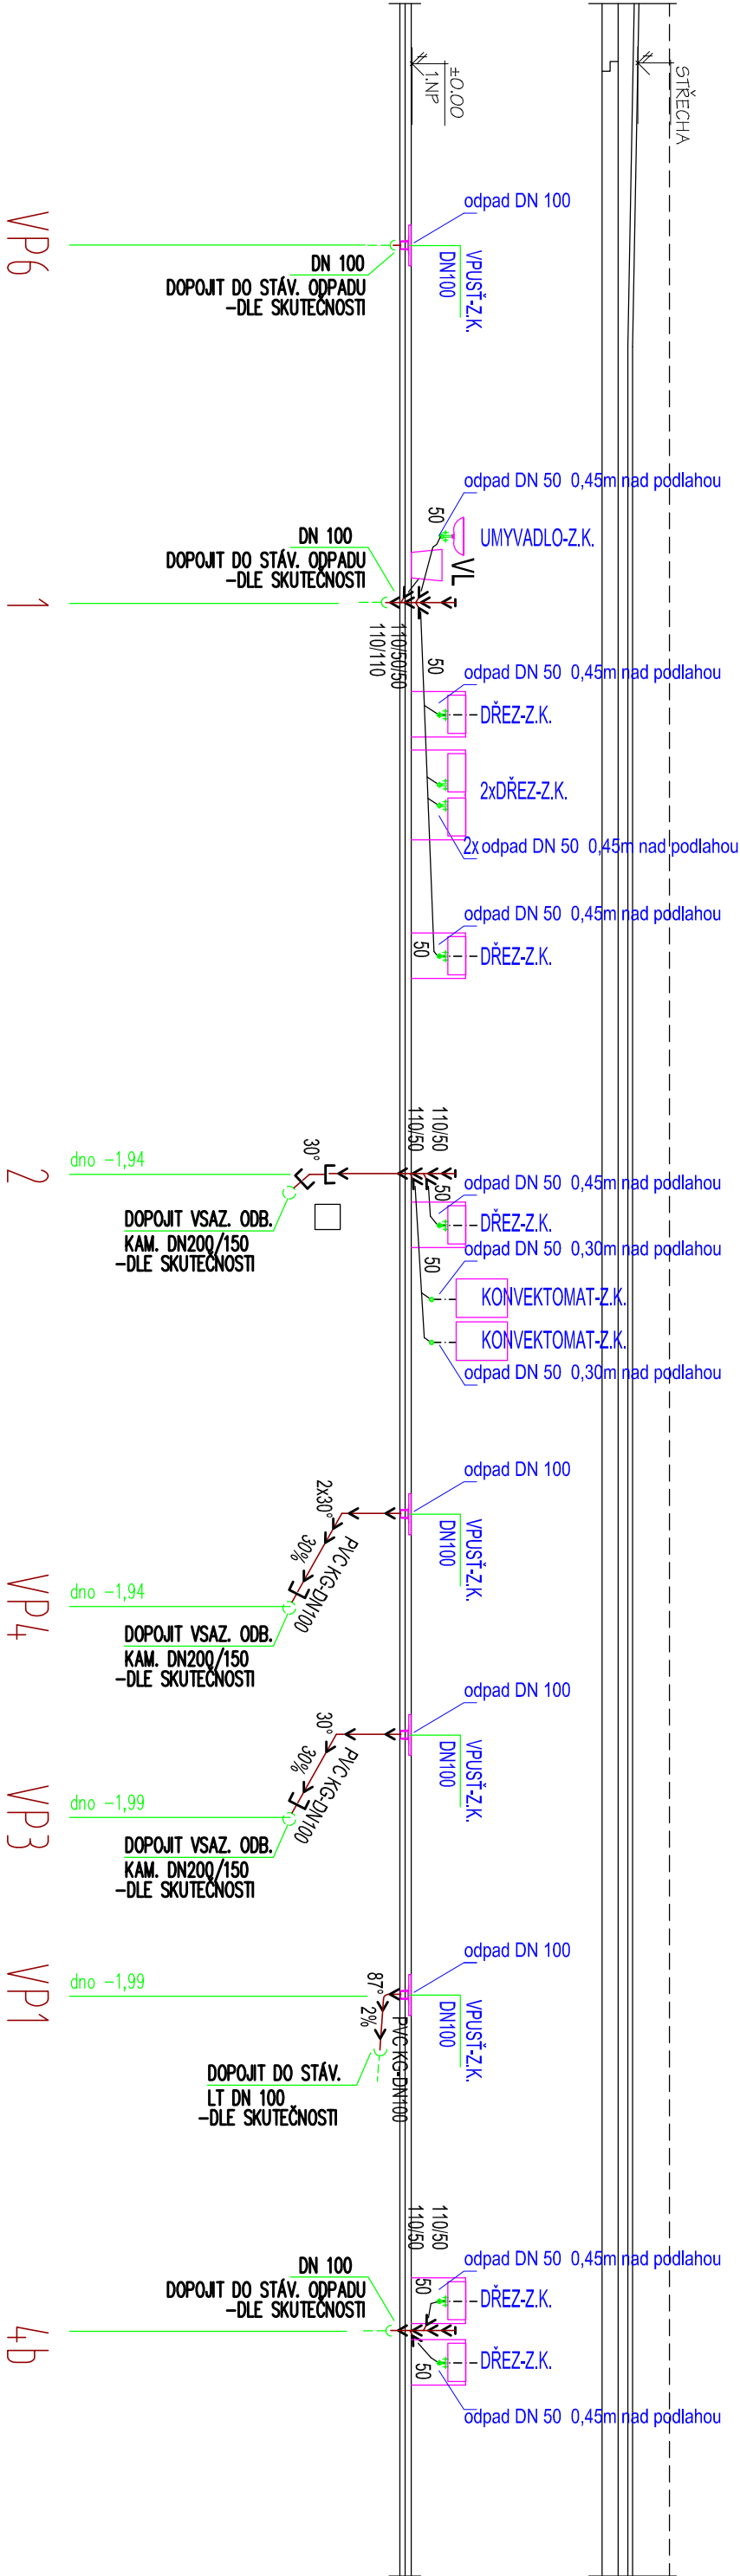 STŘECHA
±0.00
1.NP
odpad DN 100
VPUSŤ-Z.K.
DN100
DN 100
DOPOJIT DO STÁV. ODPADU
-DLE SKUTEČNOSTI
VP6
odpad DN 50 0,45m nad podlahou
50
UMYVADLO-Z.K.
VL
DN 100
DOPOJIT DO STÁV. ODPADU
-DLE SKUTEČNOSTI
1
110/50/50
110/110
50
odpad DN 50 0,45m nad podlahou
DŘEZ-Z.K.
2xDŘEZ-Z.K.
2x odpad DN 50 0,45m nad podlahou
odpad DN 50 0,45m nad podlahou
50
DŘEZ-Z.K.
110/50
110/50
30°
dno -1,94
2
50
odpad DN 50 0,45m nad podlahou
DŘEZ-Z.K.
DOPOJIT VSAZ. ODB.
KAM. DN200/150
-DLE SKUTEČNOSTI
odpad DN 50 0,30m nad podlahou
50
KONVEKTOMAT-Z.K.
KONVEKTOMAT-Z.K.
odpad DN 50 0,30m nad podlahou
odpad DN 100
VPUSŤ-Z.K.
DN100
2x30°
PVC KG-DN100
30%
dno -1,94
VP4
DOPOJIT VSAZ. ODB.
KAM. DN200/150
-DLE SKUTEČNOSTI
odpad DN 100
VPUSŤ-Z.K.
DN100
30°
PVC KG-DN100
30%
dno -1,99
VP3
DOPOJIT VSAZ. ODB.
KAM. DN200/150
-DLE SKUTEČNOSTI
odpad DN 100
VPUSŤ-Z.K.
DN100
87°
2%
PVC KG-DN100
dno -1,99
VP1
DOPOJIT DO STÁV.
LT DN 100
-DLE SKUTEČNOSTI
110/50
110/50
odpad DN 50 0,45m nad podlahou
50
DŘEZ-Z.K.
DN 100
DOPOJIT DO STÁV. ODPADU
-DLE SKUTEČNOSTI
4b
DŘEZ-Z.K.
50
odpad DN 50 0,45m nad podlahou